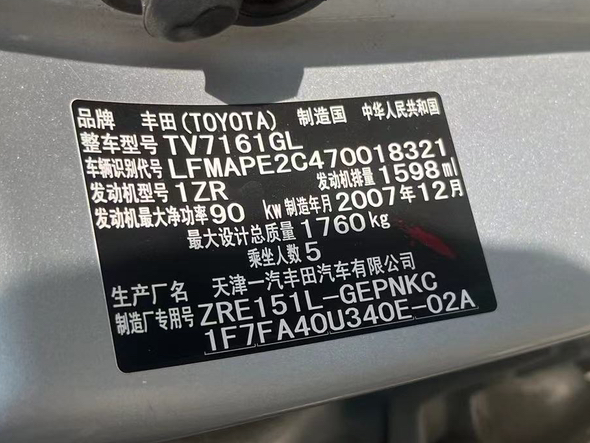 品牌 丰田(TOYOTA) 制造国 中华人民共和国
整车型号 TV7161GL
车辆识别代号 LFMAPE2C470018321
发动机型号 1ZR 发动机排量 1598ml
发动机最大净功率 90 kw 制造年月 2007年12月
最大设计总质量 1760kg
乘坐人数 5
生产厂名 天津一汽丰田汽车有限公司
制造厂专用号 ZRE151L-GEPNKC
1F7FA40U340E-02A